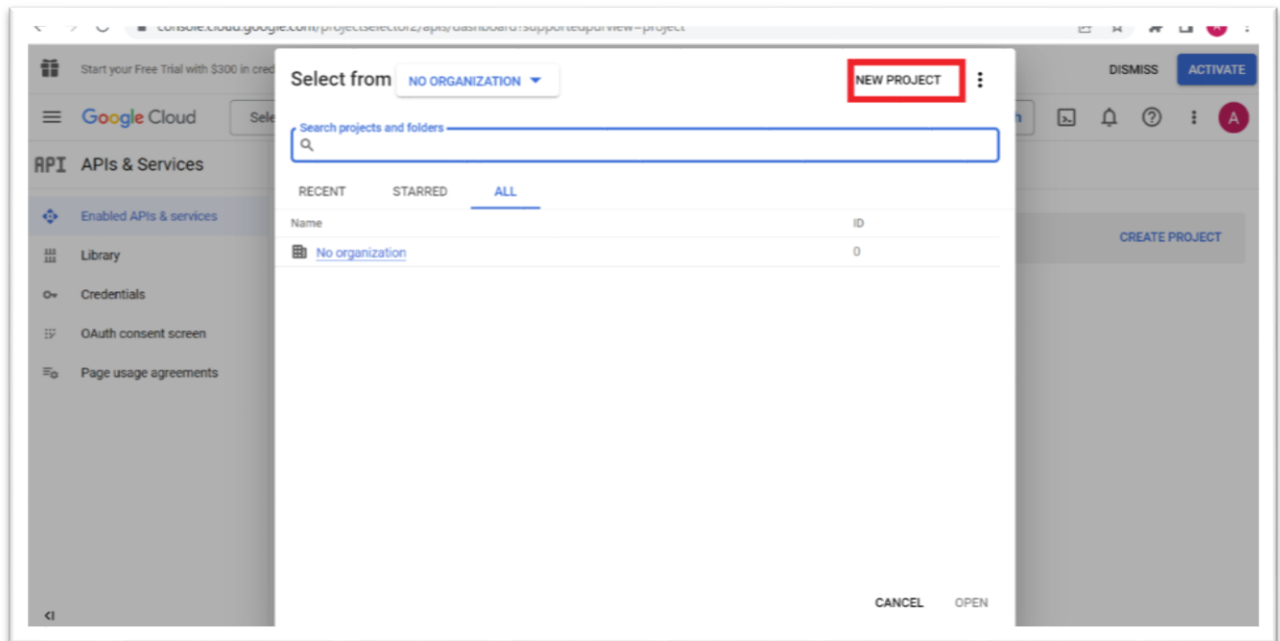 console.cloud.google.com/projectselector2/apis/dashboard?supportedpurview=project
Start your Free Trial with $300 in cred
DISMISS
ACTIVATE
Google Cloud
Sele
A
API APIs & Services
Enabled APIs & services
Library
Credentials
OAuth consent screen
Page usage agreements
Select from NO ORGANIZATION
NEW PROJECT
Search projects and folders
RECENT STARRED ALL
Name ID
No organization 0
CREATE PROJECT
CANCEL OPEN